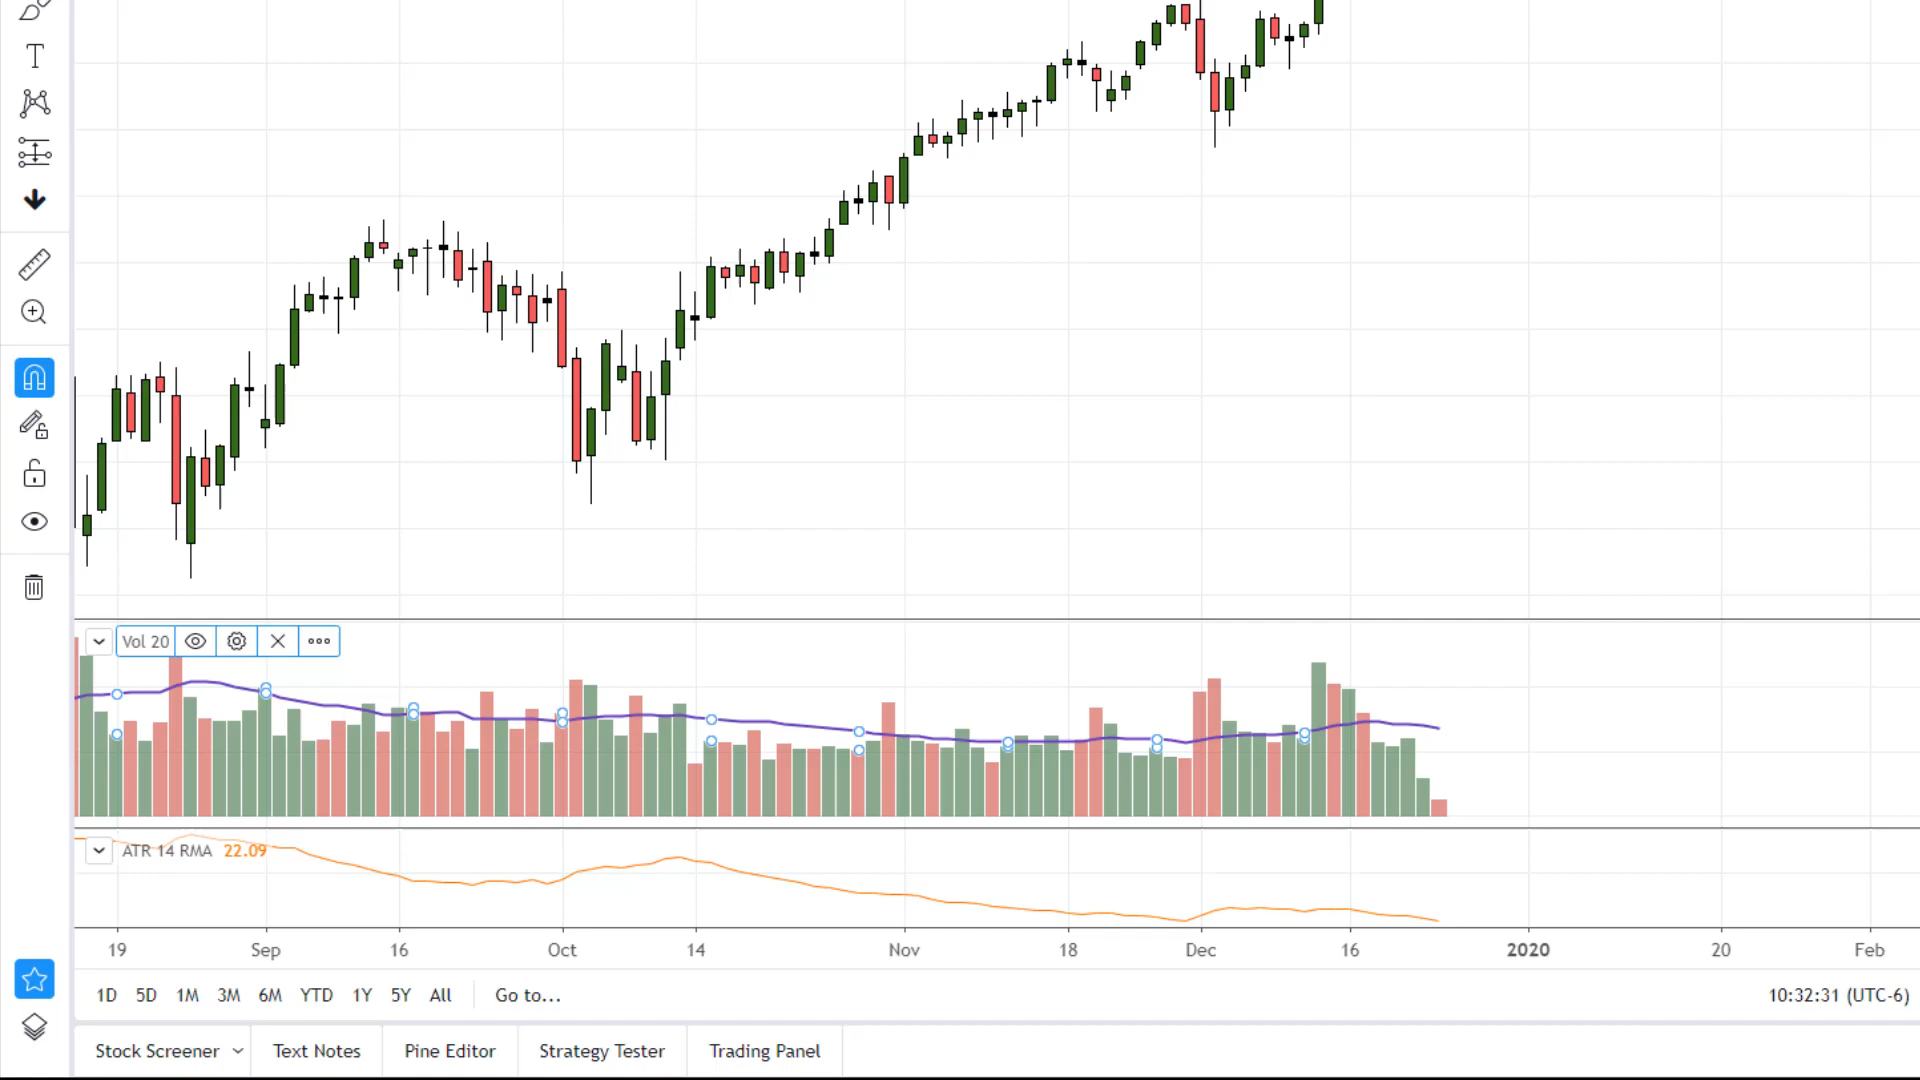 Vol 20
ATR 14 RMA 22.09
19 Sep 16 Oct 14 Nov 18 Dec 16 2020 20 Feb
1D 5D 1M 3M 6M YTD 1Y 5Y All Go to... 10:32:31 (UTC-6)
Stock Screener Text Notes Pine Editor Strategy Tester Trading Panel